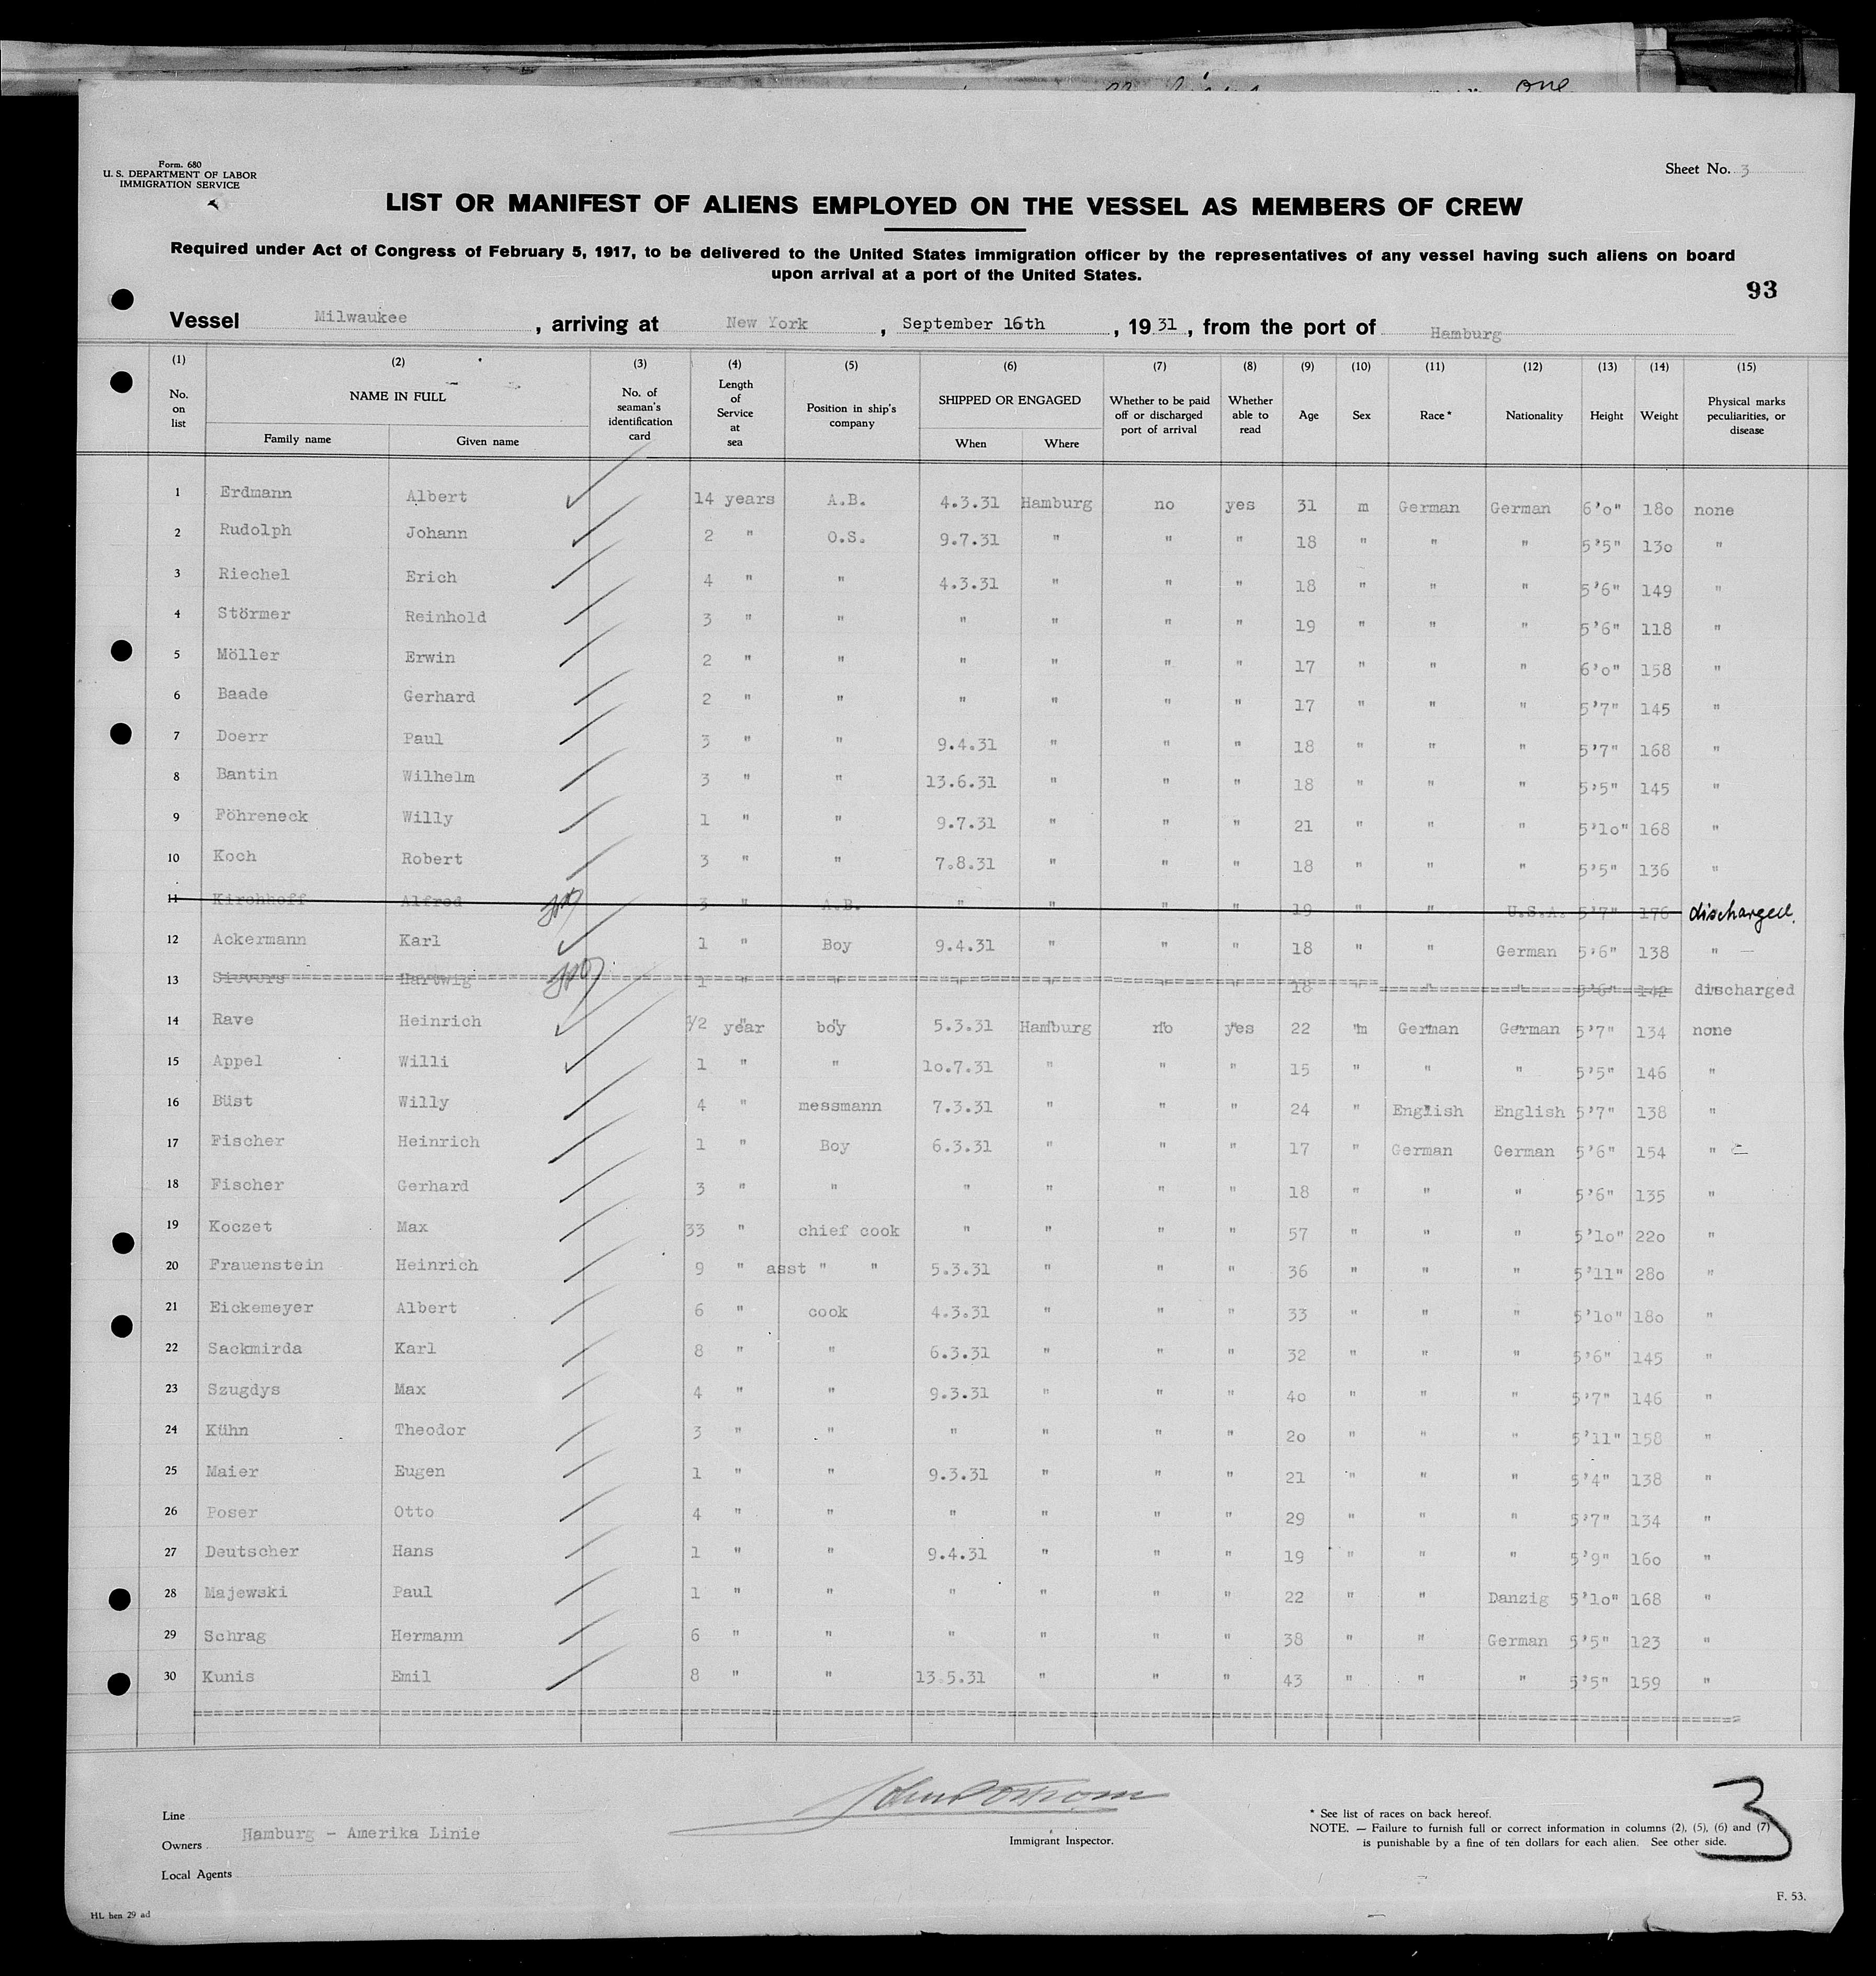 one
Form. 680
U. S. DEPARTMENT OF LABOR
IMMIGRATION SERVICE
Sheet No. 3
LIST OR MANIFEST OF ALIENS EMPLOYED ON THE VESSEL AS MEMBERS OF CREW
Required under Act of Congress of February 5, 1917, to be delivered to the United States immigration officer by the representatives of any vessel having such aliens on board
upon arrival at a port of the United States.
93
Vessel Milwaukee , arriving at New York , September 16th , 19 31 , from the port of Hamburg
(1) (2) (3) (4) (5) (6) (7) (8) (9) (10) (11) (12) (13) (14) (15)
No. on list NAME IN FULL Family name Given name No. of seaman's identification card Length of Service at sea Position in ship's company SHIPPED OR ENGAGED When Where Whether to be paid off or discharged port of arrival Whether able to read Age Sex Race * Nationality Height Weight Physical marks peculiarities, or disease
1 Erdmann Albert 14 years A.B. 4.3.31 Hamburg no yes 31 m German German 6'o" 18o none
2 Rudolph Johann 2 " O.S. 9.7.31 " " " 18 " " " 5'5" 13o "
3 Riechel Erich 4 " " 4.3.31 " " " 18 " " " 5'6" 149 "
4 Störmer Reinhold 3 " " " " " " 19 " " " 5'6" 118 "
5 Möller Erwin 2 " " " " " " 17 " " " 6'o" 158 "
6 Baade Gerhard 2 " " " " " " 17 " " " 5'7" 145 "
7 Doerr Paul 3 " " 9.4.31 " " " 18 " " " 5'7" 168 "
8 Bantin Wilhelm 3 " " 13.6.31 " " " 18 " " " 5'5" 145 "
9 Föhreneck Willy 1 " " 9.7.31 " " " 21 " " " 5'1o" 168 "
10 Koch Robert 3 " " 7.8.31 " " " 18 " " " 5'5" 136 "
11 Kirchhoff Alfred 3 " A.B. " " " " 19 " " U.S.A. 5'7" 176 discharged.
12 Ackermann Karl 1 " Boy 9.4.31 " " " 18 " " German 5'6" 138 "
13 Sievers Hartwig 1 " " " " " " 18 " " " 5'6" 142 discharged
14 Rave Heinrich 1/2 year boy 5.3.31 Hamburg no yes 22 m German German 5'7" 134 none
15 Appel Willi 1 " " 1o.7.31 " " " 15 " " " 5'5" 146 "
16 Büst Willy 4 " messmann 7.3.31 " " " 24 " English English 5'7" 138 "
17 Fischer Heinrich 1 " Boy 6.3.31 " " " 17 " German German 5'6" 154 "
18 Fischer Gerhard 3 " " " " " " 18 " " " 5'6" 135 "
19 Koczet Max 33 " chief cook " " " " 57 " " " 5'1o" 22o "
20 Frauenstein Heinrich 9 " asst " " 5.3.31 " " " 36 " " " 5'11" 28o "
21 Eickemeyer Albert 6 " cook 4.3.31 " " " 33 " " " 5'1o" 18o "
22 Sackmirda Karl 8 " " 6.3.31 " " " 32 " " " 5'6" 145 "
23 Szugdys Max 4 " " 9.3.31 " " " 4o " " " 5'7" 146 "
24 Kühn Theodor 3 " " " " " " 2o " " " 5'11" 158 "
25 Maier Eugen 1 " " 9.3.31 " " " 21 " " " 5'4" 138 "
26 Poser Otto 4 " " " " " " 29 " " " 5'7" 134 "
27 Deutscher Hans 1 " " 9.4.31 " " " 19 " " " 5'9" 16o "
28 Majewski Paul 1 " " " " " " 22 " " Danzig 5'1o" 168 "
29 Schrag Hermann 6 " " " " " " 38 " " German 5'5" 123 "
30 Kunis Emil 8 " " 13.5.31 " " " 43 " " " 5'5" 159 "
Line
Owners Hamburg - Amerika Linie
Local Agents
Immigrant Inspector.
* See list of races on back hereof.
NOTE. — Failure to furnish full or correct information in columns (2), (5), (6) and (7)
is punishable by a fine of ten dollars for each alien. See other side.
3
F. 53.
HL hen 29 ad